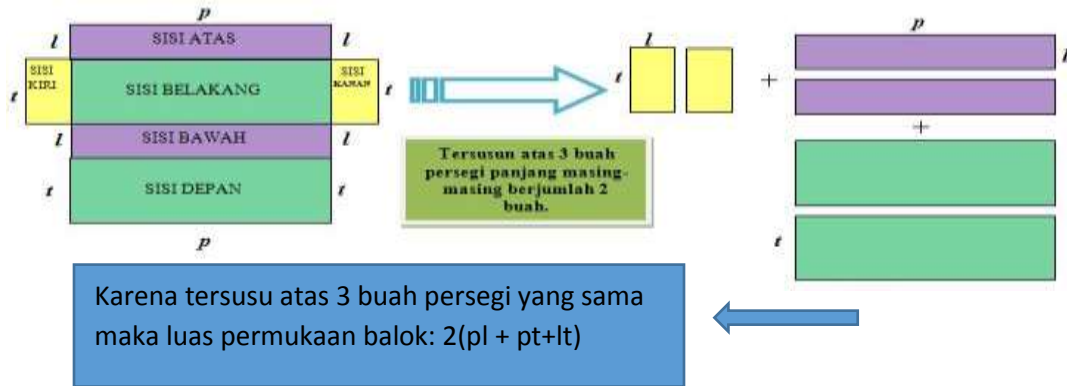 p
l SISI ATAS l
SISI KIRI
t
SISI BELAKANG
SISI KANAN
t
l SISI BAWAH l
t SISI DEPAN t
p
l
t
+
p
l
+
t
Tersusun atas 3 buah
persegi panjang masing-
masing berjumlah 2
buah.
Karena tersusu atas 3 buah persegi yang sama
maka luas permukaan balok: 2(pl + pt+lt)